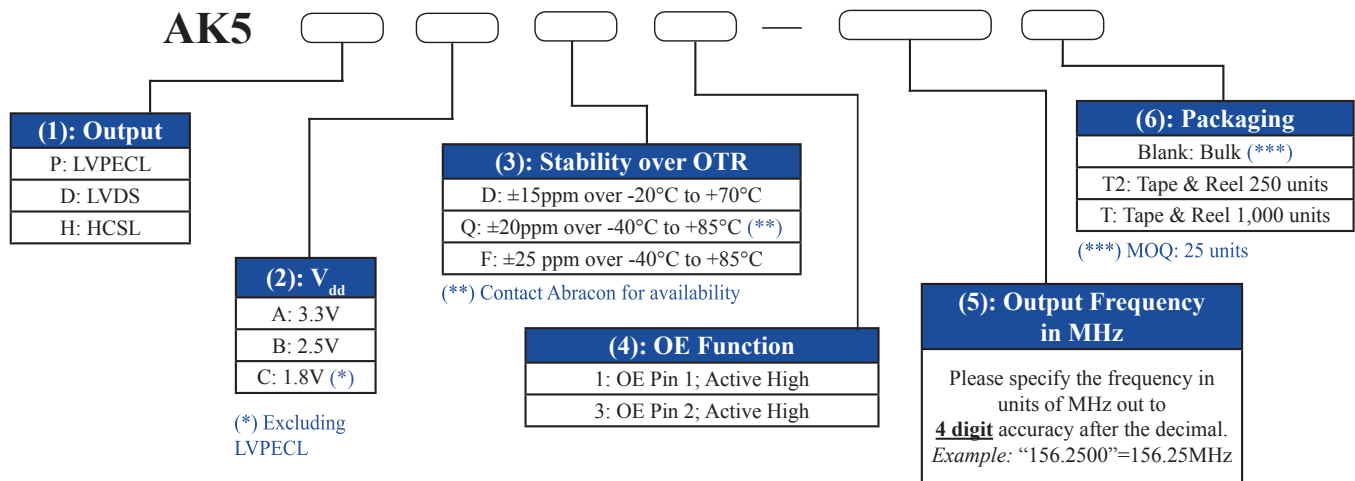 AK5 —
(1): Output
P: LVPECL
D: LVDS
H: HCSL
(2): Vdd
A: 3.3V
B: 2.5V
C: 1.8V (*)
(*) Excluding
LVPECL
(3): Stability over OTR
D: ±15ppm over -20°C to +70°C
Q: ±20ppm over -40°C to +85°C (**)
F: ±25 ppm over -40°C to +85°C
(**) Contact Abracon for availability
(4): OE Function
1: OE Pin 1; Active High
3: OE Pin 2; Active High
(5): Output Frequency
in MHz
Please specify the frequency in
units of MHz out to
4 digit accuracy after the decimal.
Example: “156.2500”=156.25MHz
(6): Packaging
Blank: Bulk (***)
T2: Tape & Reel 250 units
T: Tape & Reel 1,000 units
(***) MOQ: 25 units